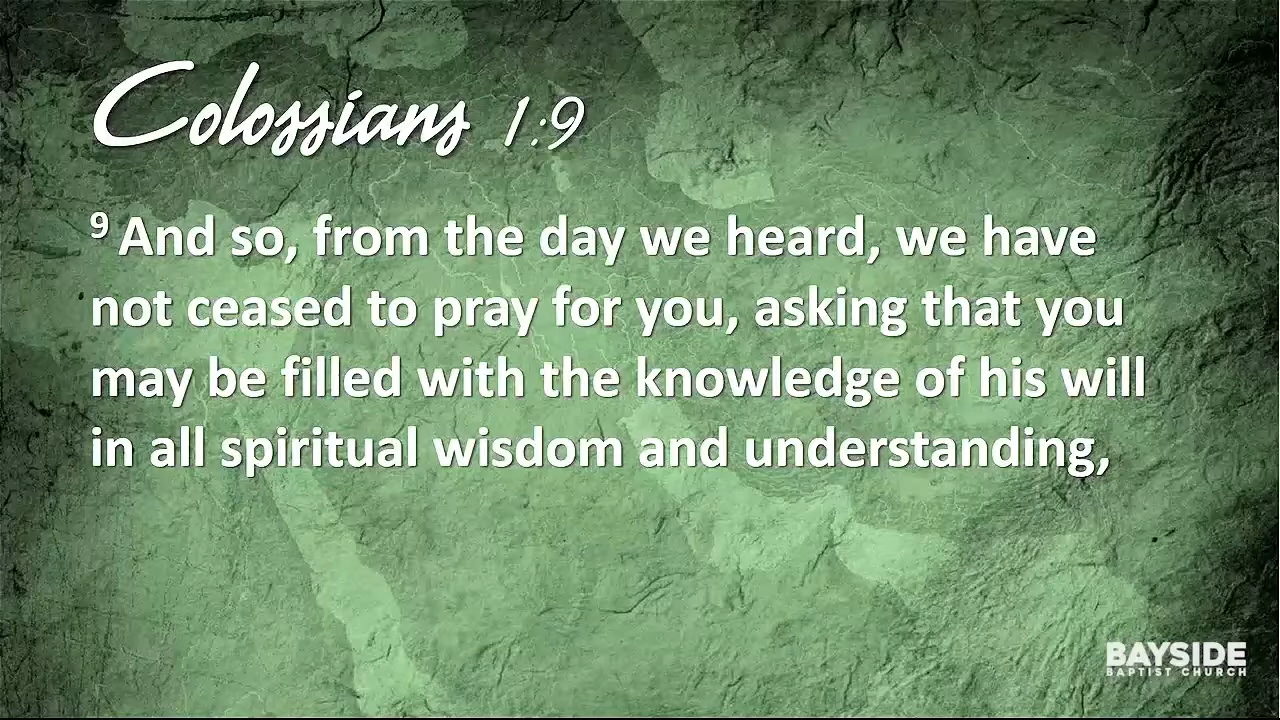 Colossians 1:9
9 And so, from the day we heard, we have
not ceased to pray for you, asking that you
may be filled with the knowledge of his will
in all spiritual wisdom and understanding,
BAYSIDE
BAPTIST CHURCH